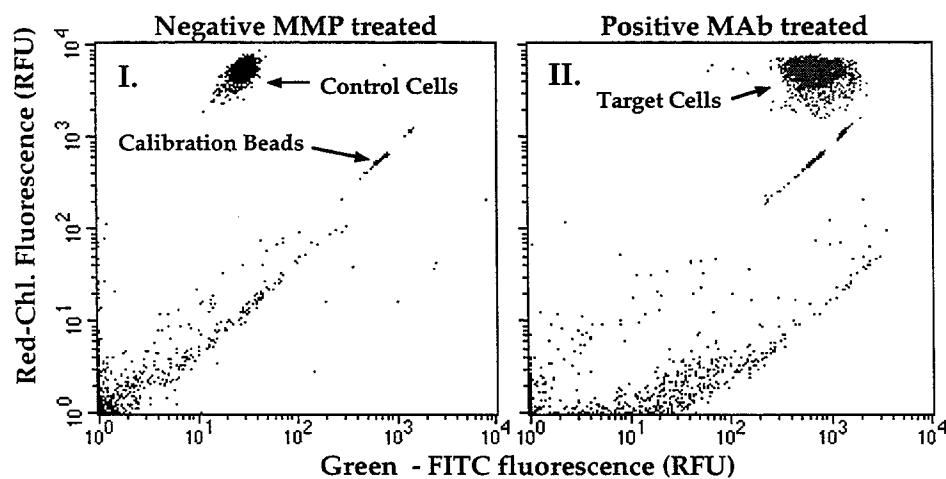 Negative MMP treated
Positive MAb treated
Red-Chl. Fluorescence (RFU)
10^4
10^3
10^2
10^1
10^0
I.
Control Cells
Calibration Beads
II.
Target Cells
10^0 10^1 10^2 10^3 10^4
10^0 10^1 10^2 10^3 10^4
Green - FITC fluorescence (RFU)